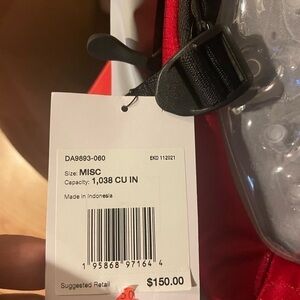 DA9893-060 EKD 112021
Size: MISC
Capacity: 1,038 CU IN
Made in Indonesia
1 95868 97164 4
Suggested Retail $150.00